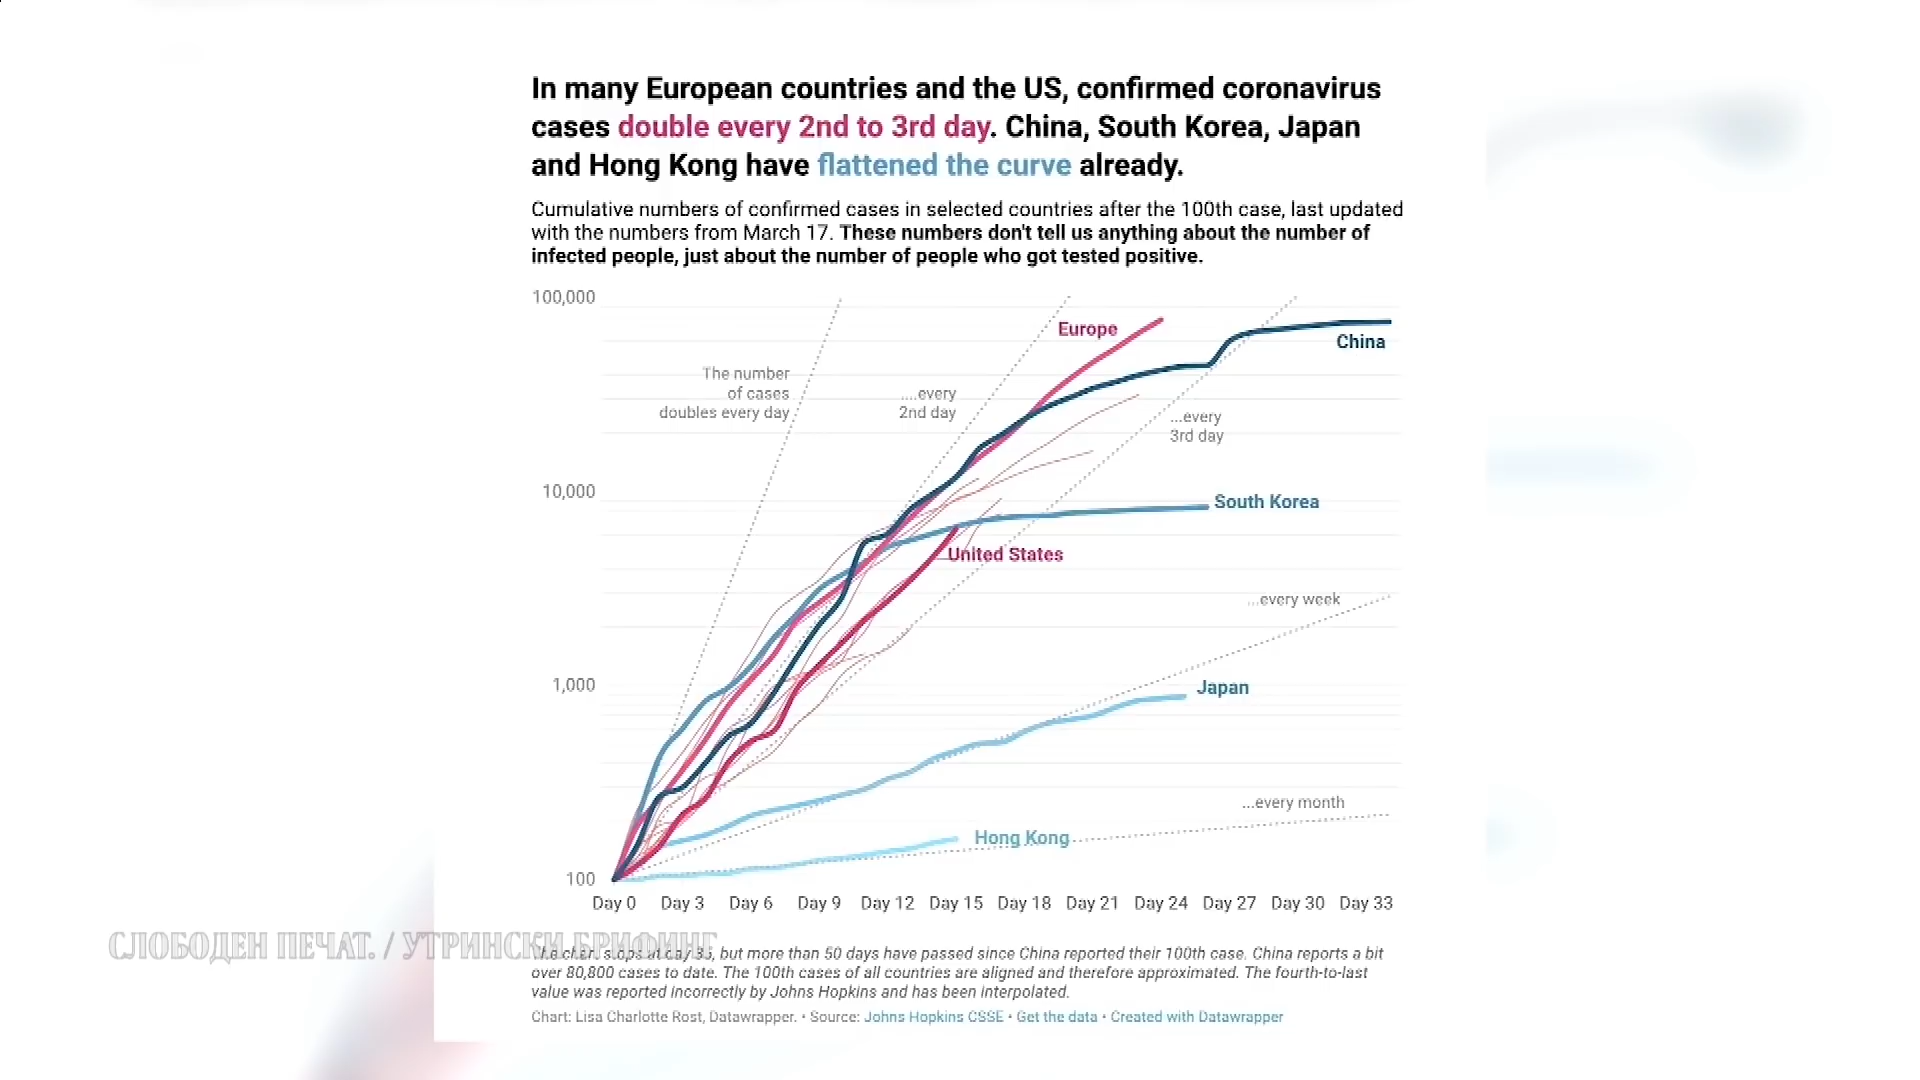 In many European countries and the US, confirmed coronavirus
cases double every 2nd to 3rd day. China, South Korea, Japan
and Hong Kong have flattened the curve already.
Cumulative numbers of confirmed cases in selected countries after the 100th case, last updated
with the numbers from March 17. These numbers don't tell us anything about the number of
infected people, just about the number of people who got tested positive.
100,000
Europe
China
The number
of cases
doubles every day
....every
2nd day
...every
3rd day
10,000
South Korea
United States
...every week
1,000
Japan
...every month
Hong Kong
100
Day 0 Day 3 Day 6 Day 9 Day 12 Day 15 Day 18 Day 21 Day 24 Day 27 Day 30 Day 33
СЛОБОДЕН ПЕЧАТ. / УТРИНСКИ БРИФИНГ
The chart stops at day 35, but more than 50 days have passed since China reported their 100th case. China reports a bit
over 80,800 cases to date. The 100th cases of all countries are aligned and therefore approximated. The fourth-to-last
value was reported incorrectly by Johns Hopkins and has been interpolated.
Chart: Lisa Charlotte Rost, Datawrapper. • Source: Johns Hopkins CSSE • Get the data • Created with Datawrapper